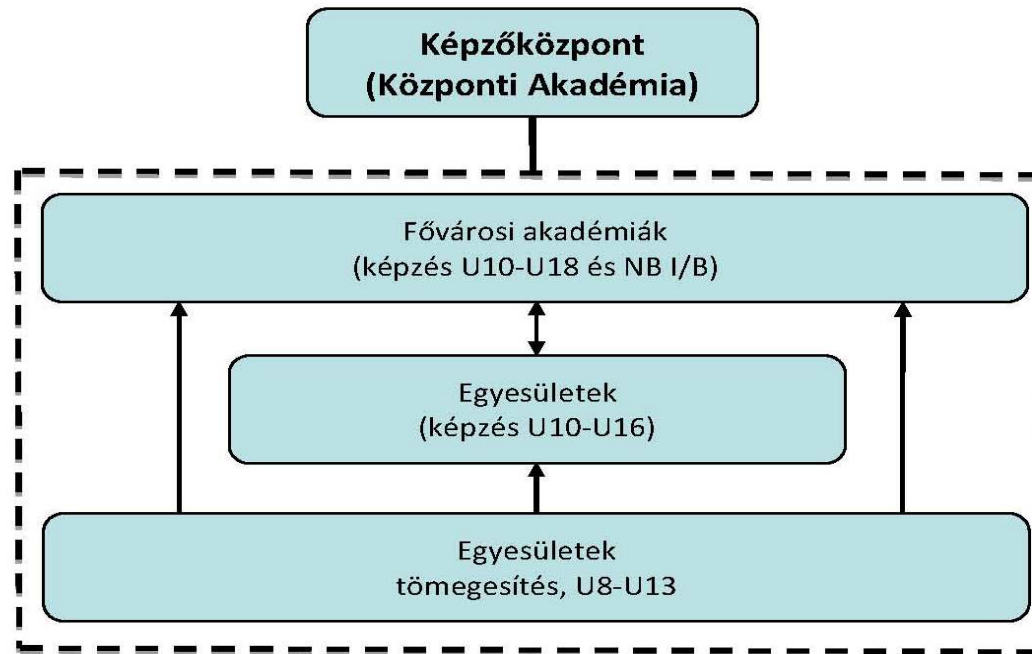 Képzőközpont
(Központi Akadémia)
Fővárosi akadémiák
(képzés U10-U18 és NB I/B)
Egyesületek
(képzés U10-U16)
Egyesületek
tömegesítés, U8-U13